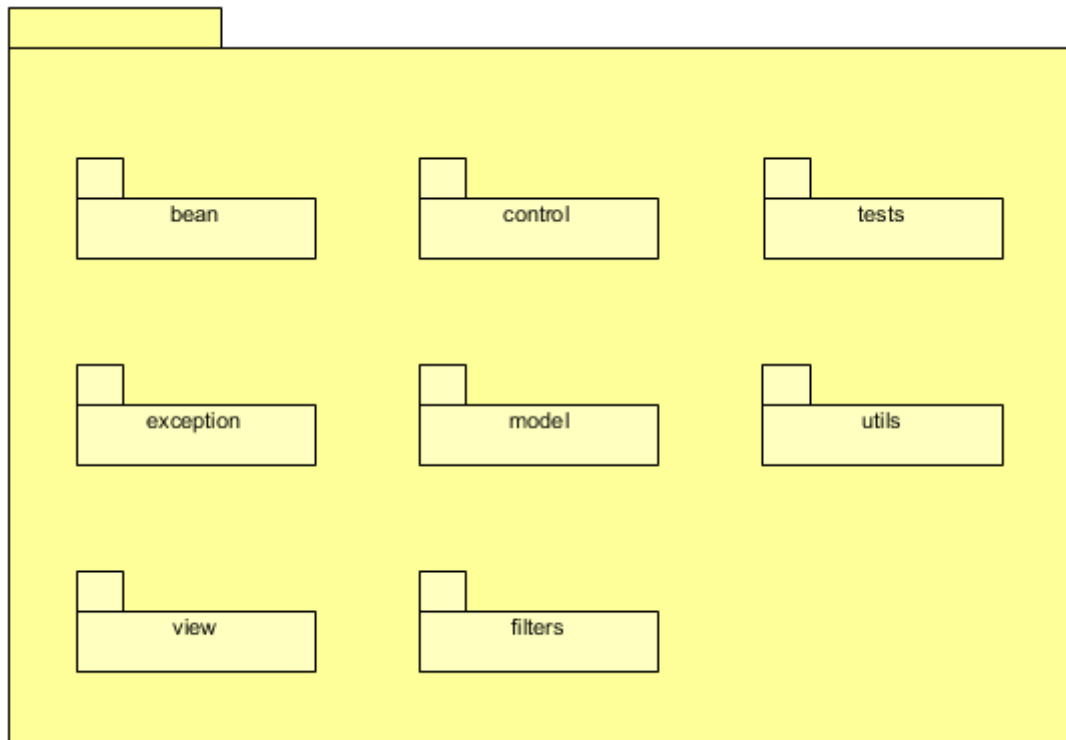 bean
control
tests
exception
model
utils
view
filters